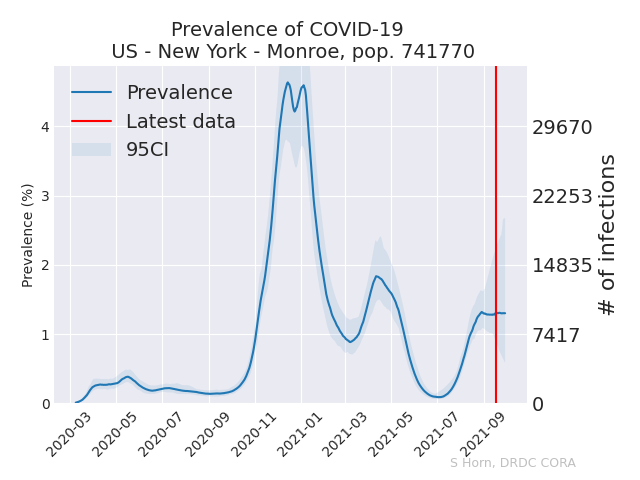 Prevalence of COVID-19
US - New York - Monroe, pop. 741770
Prevalence
Latest data
95CI
Prevalence (%)
4
3
2
1
0
29670
22253
14835
7417
0
# of infections
2020-03
2020-05
2020-07
2020-09
2020-11
2021-01
2021-03
2021-05
2021-07
2021-09
S Horn, DRDC CORA